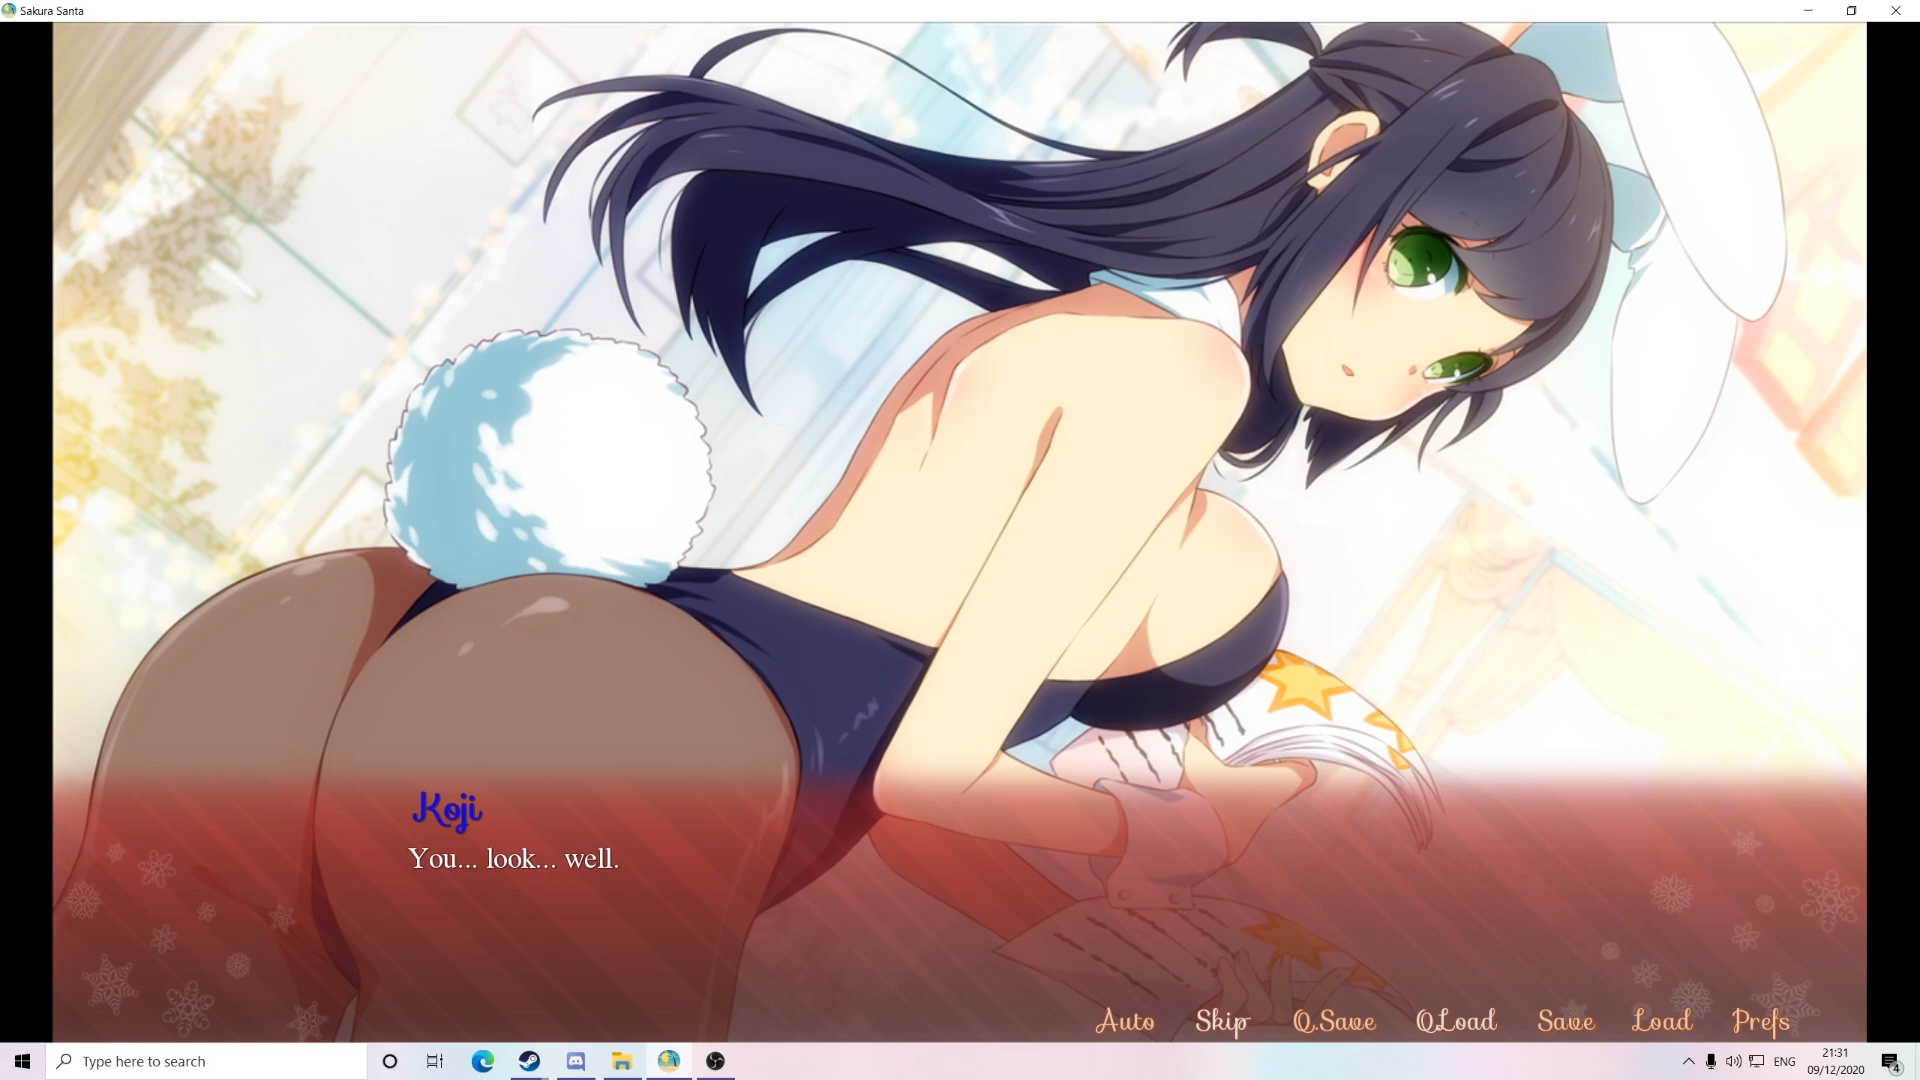 Sakura Santa
Koji
You... look... well.
Auto Skip Q.Save Q.Load Save Load Prefs
Type here to search
ENG
21:31
09/12/2020
4